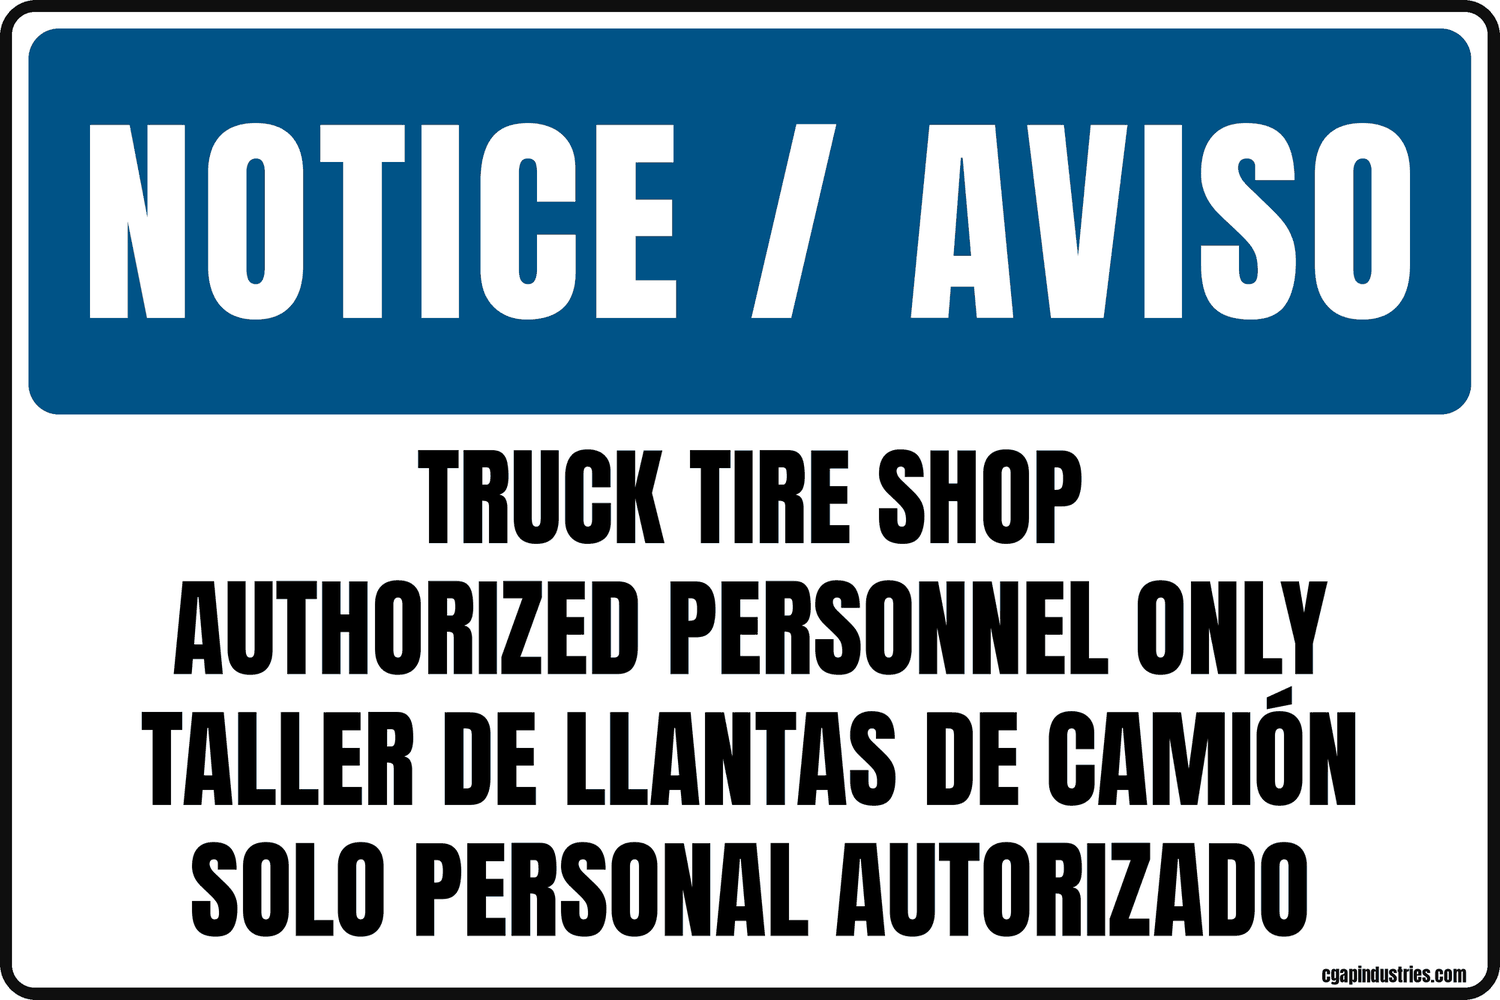 NOTICE / AVISO
TRUCK TIRE SHOP
AUTHORIZED PERSONNEL ONLY
TALLER DE LLANTAS DE CAMIÓN
SOLO PERSONAL AUTORIZADO
cgapindustries.com